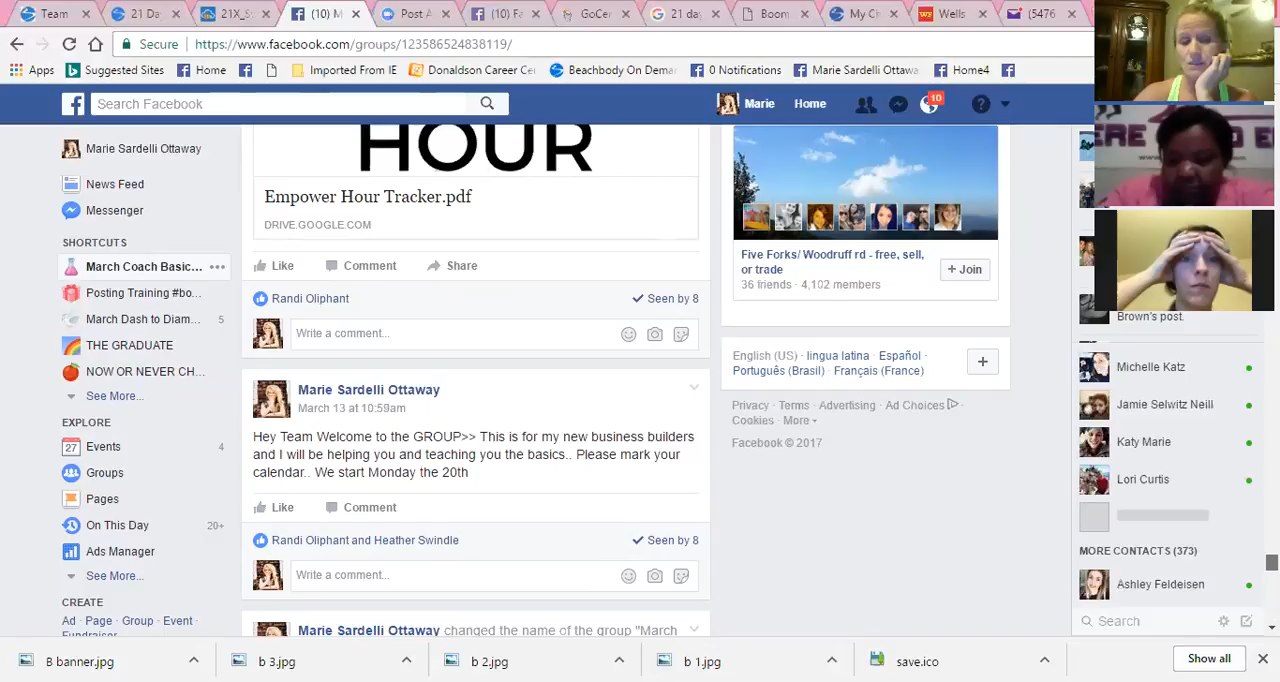 Team
21 Day
21X_S
(10) M
Post A
(10) Fa
GoCer
21 day
Boom
My C
Wells
(5476
Secure
https://www.facebook.com/groups/123586524838119/
Apps
Suggested Sites
Home
Imported From IE
Donaldson Career Ce
Beachbody On Dema
0 Notifications
Marie Sardelli Ottawa
Home4
Search Facebook
Marie
Home
10
Marie Sardelli Ottaway
News Feed
Messenger
SHORTCUTS
March Coach Basic...
Posting Training #bo...
March Dash to Diam... 5
THE GRADUATE
NOW OR NEVER CH...
See More...
EXPLORE
Events 4
Groups
Pages
On This Day 20+
Ads Manager
See More...
CREATE
Ad · Page · Group · Event ·
Fundraiser
HOUR
Empower Hour Tracker.pdf
DRIVE.GOOGLE.COM
Like Comment Share
Randi Oliphant Seen by 8
Write a comment...
Marie Sardelli Ottaway
March 13 at 10:59am
Hey Team Welcome to the GROUP>> This is for my new business builders
and I will be helping you and teaching you the basics.. Please mark your
calendar.. We start Monday the 20th
Like Comment
Randi Oliphant and Heather Swindle Seen by 8
Write a comment...
Marie Sardelli Ottaway changed the name of the group "March
Five Forks/ Woodruff rd - free, sell,
or trade
36 friends · 4,102 members
+ Join
English (US) · lingua latina · Español ·
Português (Brasil) · Français (France)
Privacy · Terms · Advertising · Ad Choices ·
Cookies · More
Facebook © 2017
ERE
Brown's post.
Michelle Katz
Jamie Selwitz Neill
Katy Marie
Lori Curtis
MORE CONTACTS (373)
Ashley Feldeisen
Search
B banner.jpg
b 3.jpg
b 2.jpg
b 1.jpg
save.ico
Show all